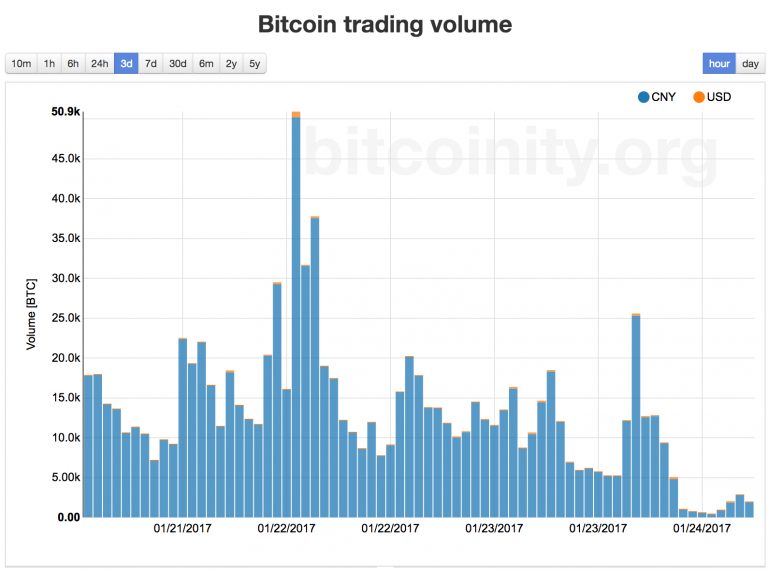 Bitcoin trading volume
10m 1h 6h 24h 3d 7d 30d 6m 2y 5y hour day
CNY USD
bitcoinity.org
50.9k
45.0k
40.0k
35.0k
30.0k
25.0k
20.0k
15.0k
10.0k
5.00k
0.00
Volume [BTC]
01/21/2017 01/22/2017 01/22/2017 01/23/2017 01/23/2017 01/24/2017